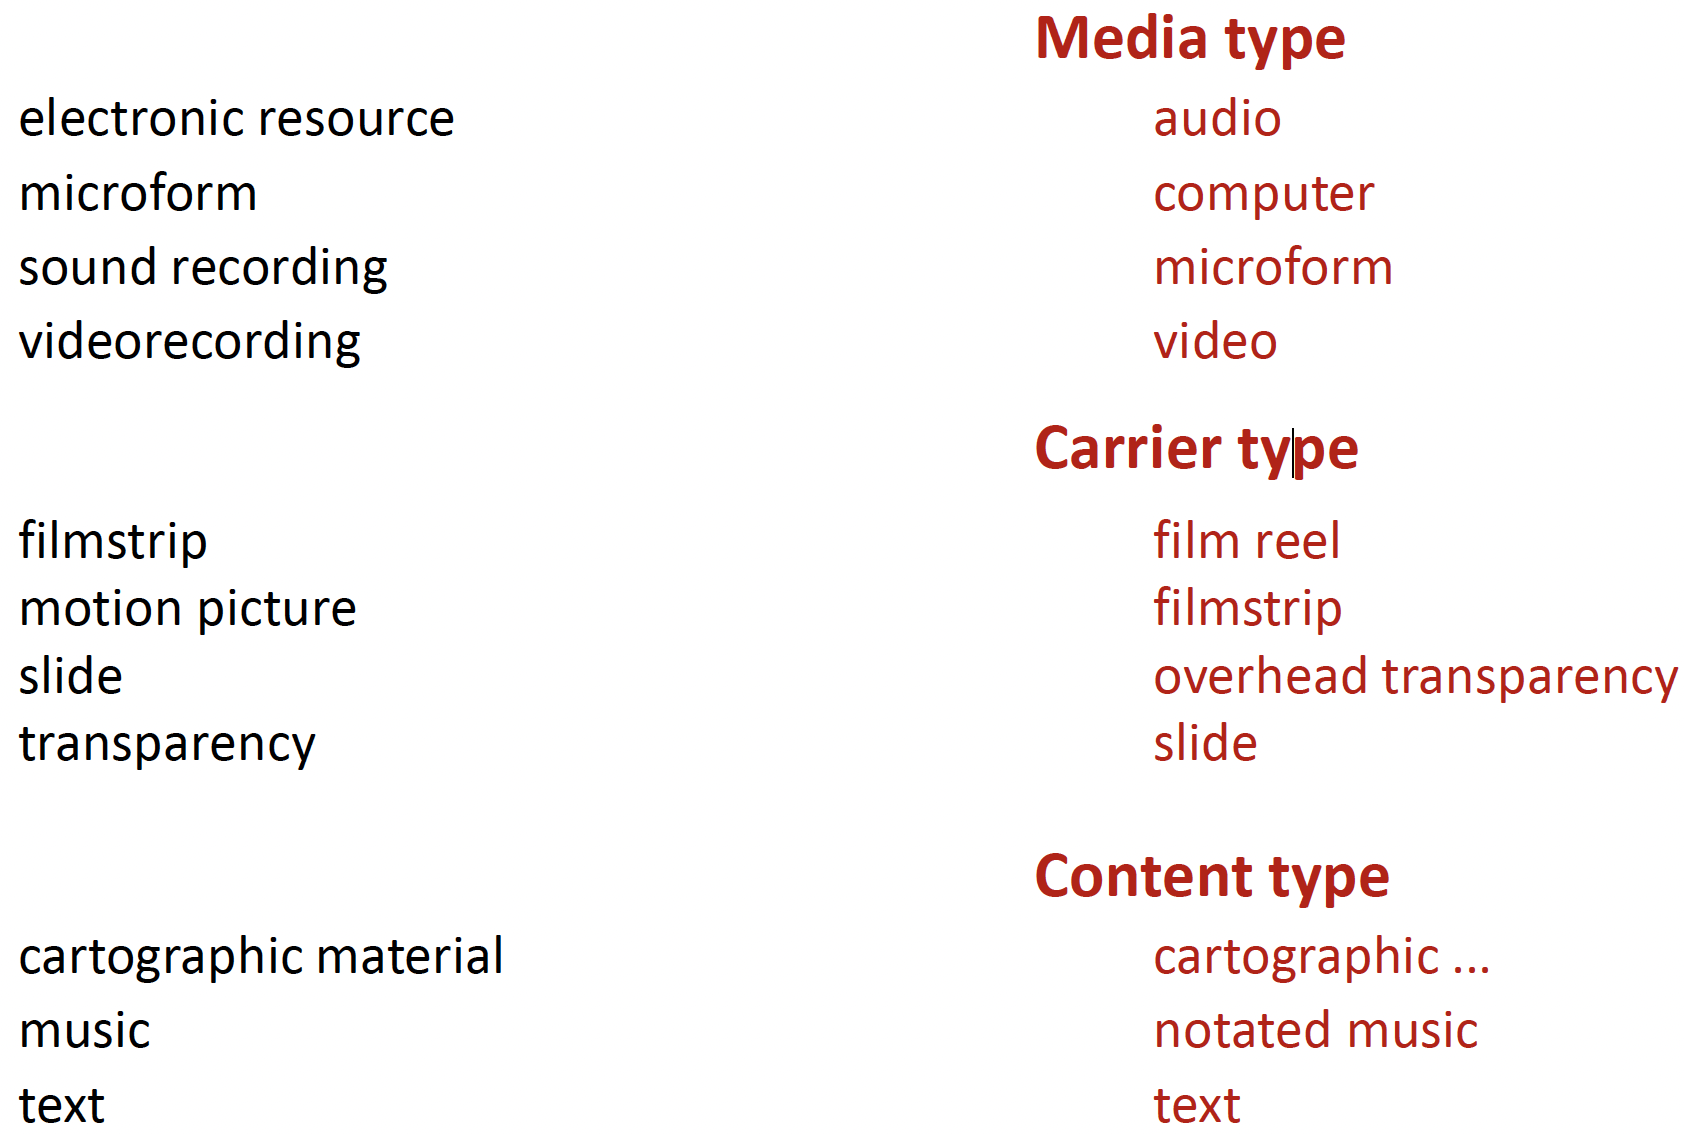 Media type
electronic resource audio
microform computer
sound recording microform
videorecording video
Carrier type
filmstrip film reel
motion picture filmstrip
slide overhead transparency
transparency slide
Content type
cartographic material cartographic ...
music notated music
text text